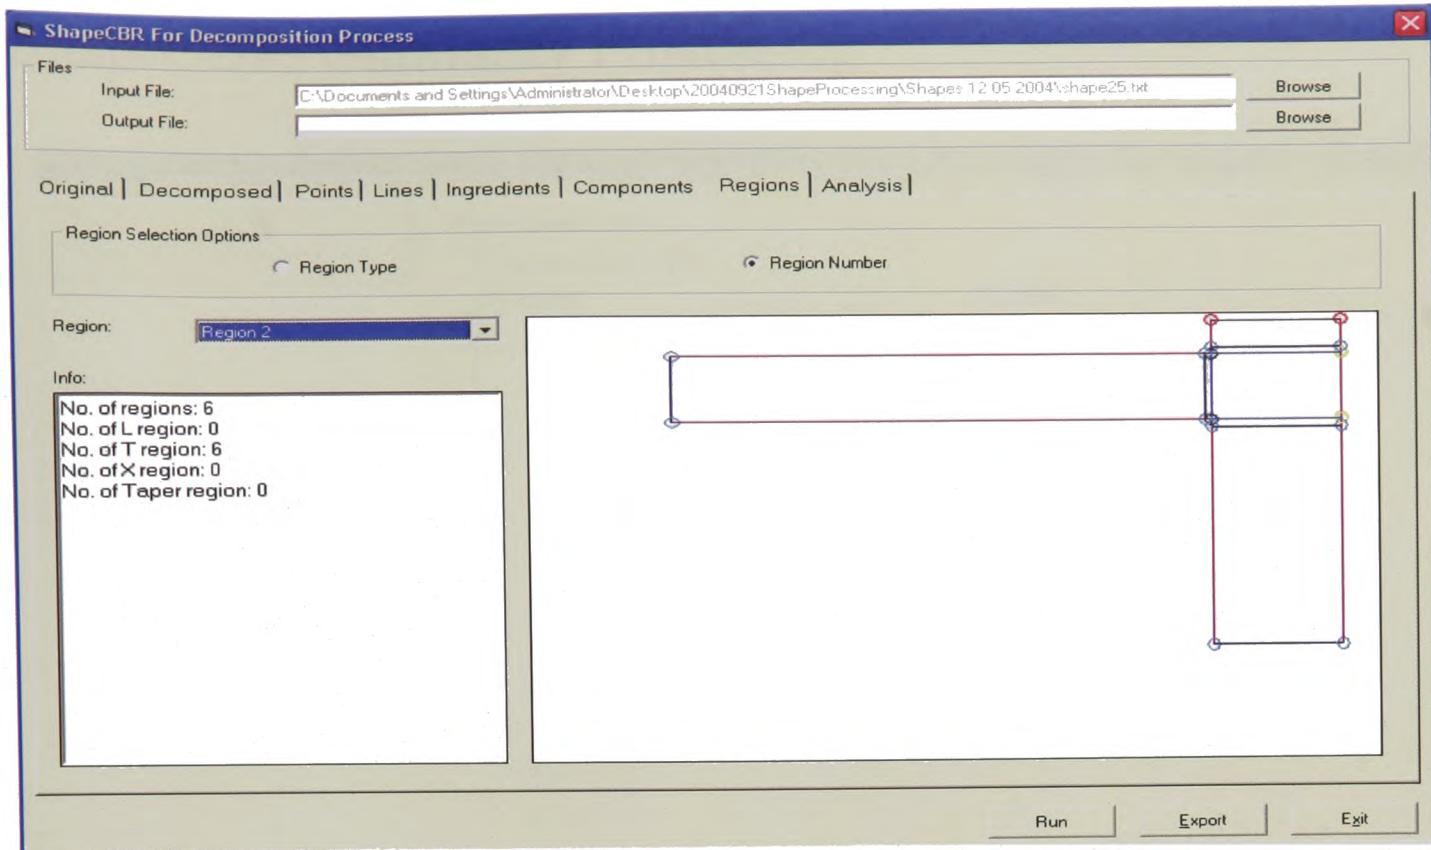 ShapeCBR For Decomposition Process
Files
Input File: C:\Documents and Settings\Administrator\Desktop\20040921ShapeProcessing\Shapes 12 05 2004\shape25.txt Browse
Output File: Browse
Original Decomposed Points Lines Ingredients Components Regions Analysis
Region Selection Options
Region Type Region Number
Region: Region 2
Info:
No. of regions: 6
No. of L region: 0
No. of T region: 6
No. of X region: 0
No. of Taper region: 0
Run Export Exit